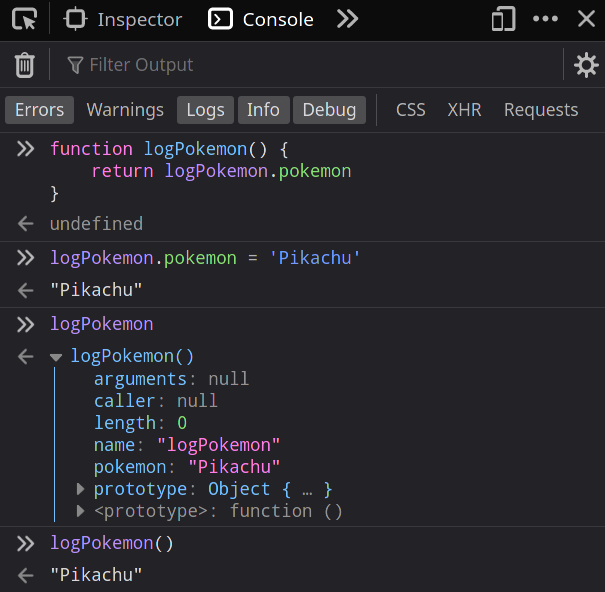 Inspector Console
Filter Output
Errors Warnings Logs Info Debug CSS XHR Requests
function logPokemon() {
    return logPokemon.pokemon
}
undefined
logPokemon.pokemon = 'Pikachu'
"Pikachu"
logPokemon
logPokemon()
arguments: null
caller: null
length: 0
name: "logPokemon"
pokemon: "Pikachu"
prototype: Object { … }
<prototype>: function ()
logPokemon()
"Pikachu"